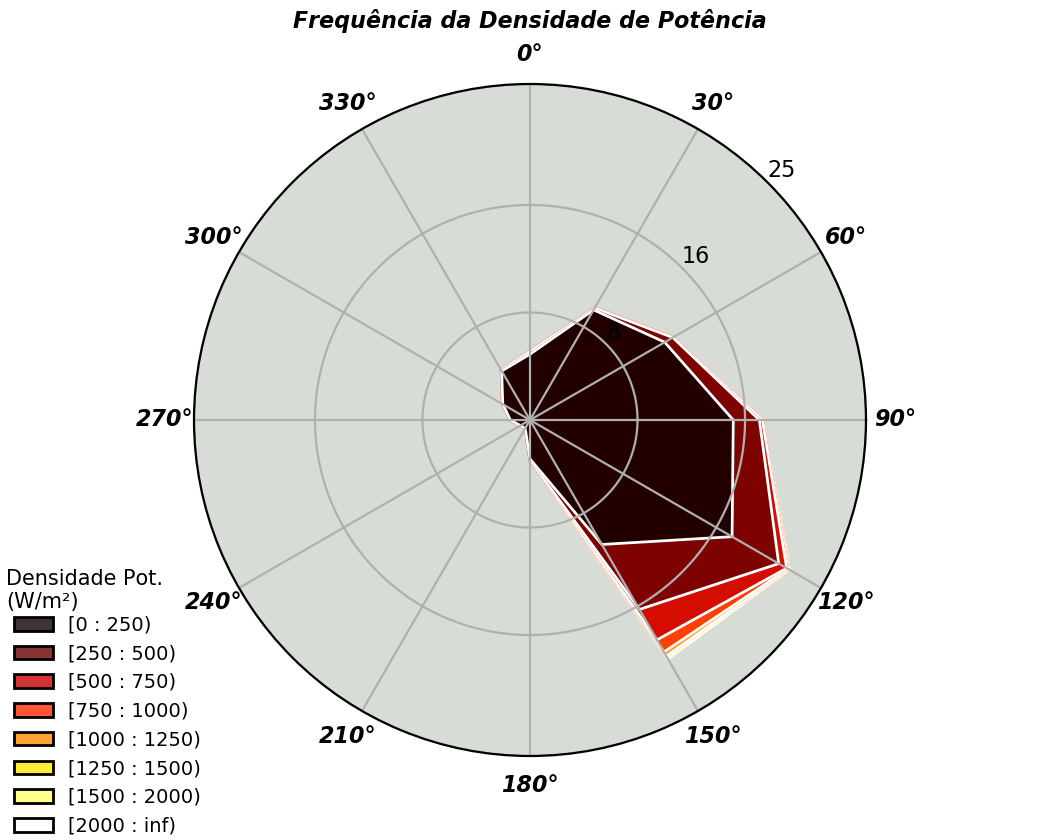 Frequência da Densidade de Potência
0°
330°
30°
25
300°
60°
16
8
270°
90°
240°
120°
210°
150°
180°
Densidade Pot.
(W/m²)
[0 : 250)
[250 : 500)
[500 : 750)
[750 : 1000)
[1000 : 1250)
[1250 : 1500)
[1500 : 2000)
[2000 : inf)